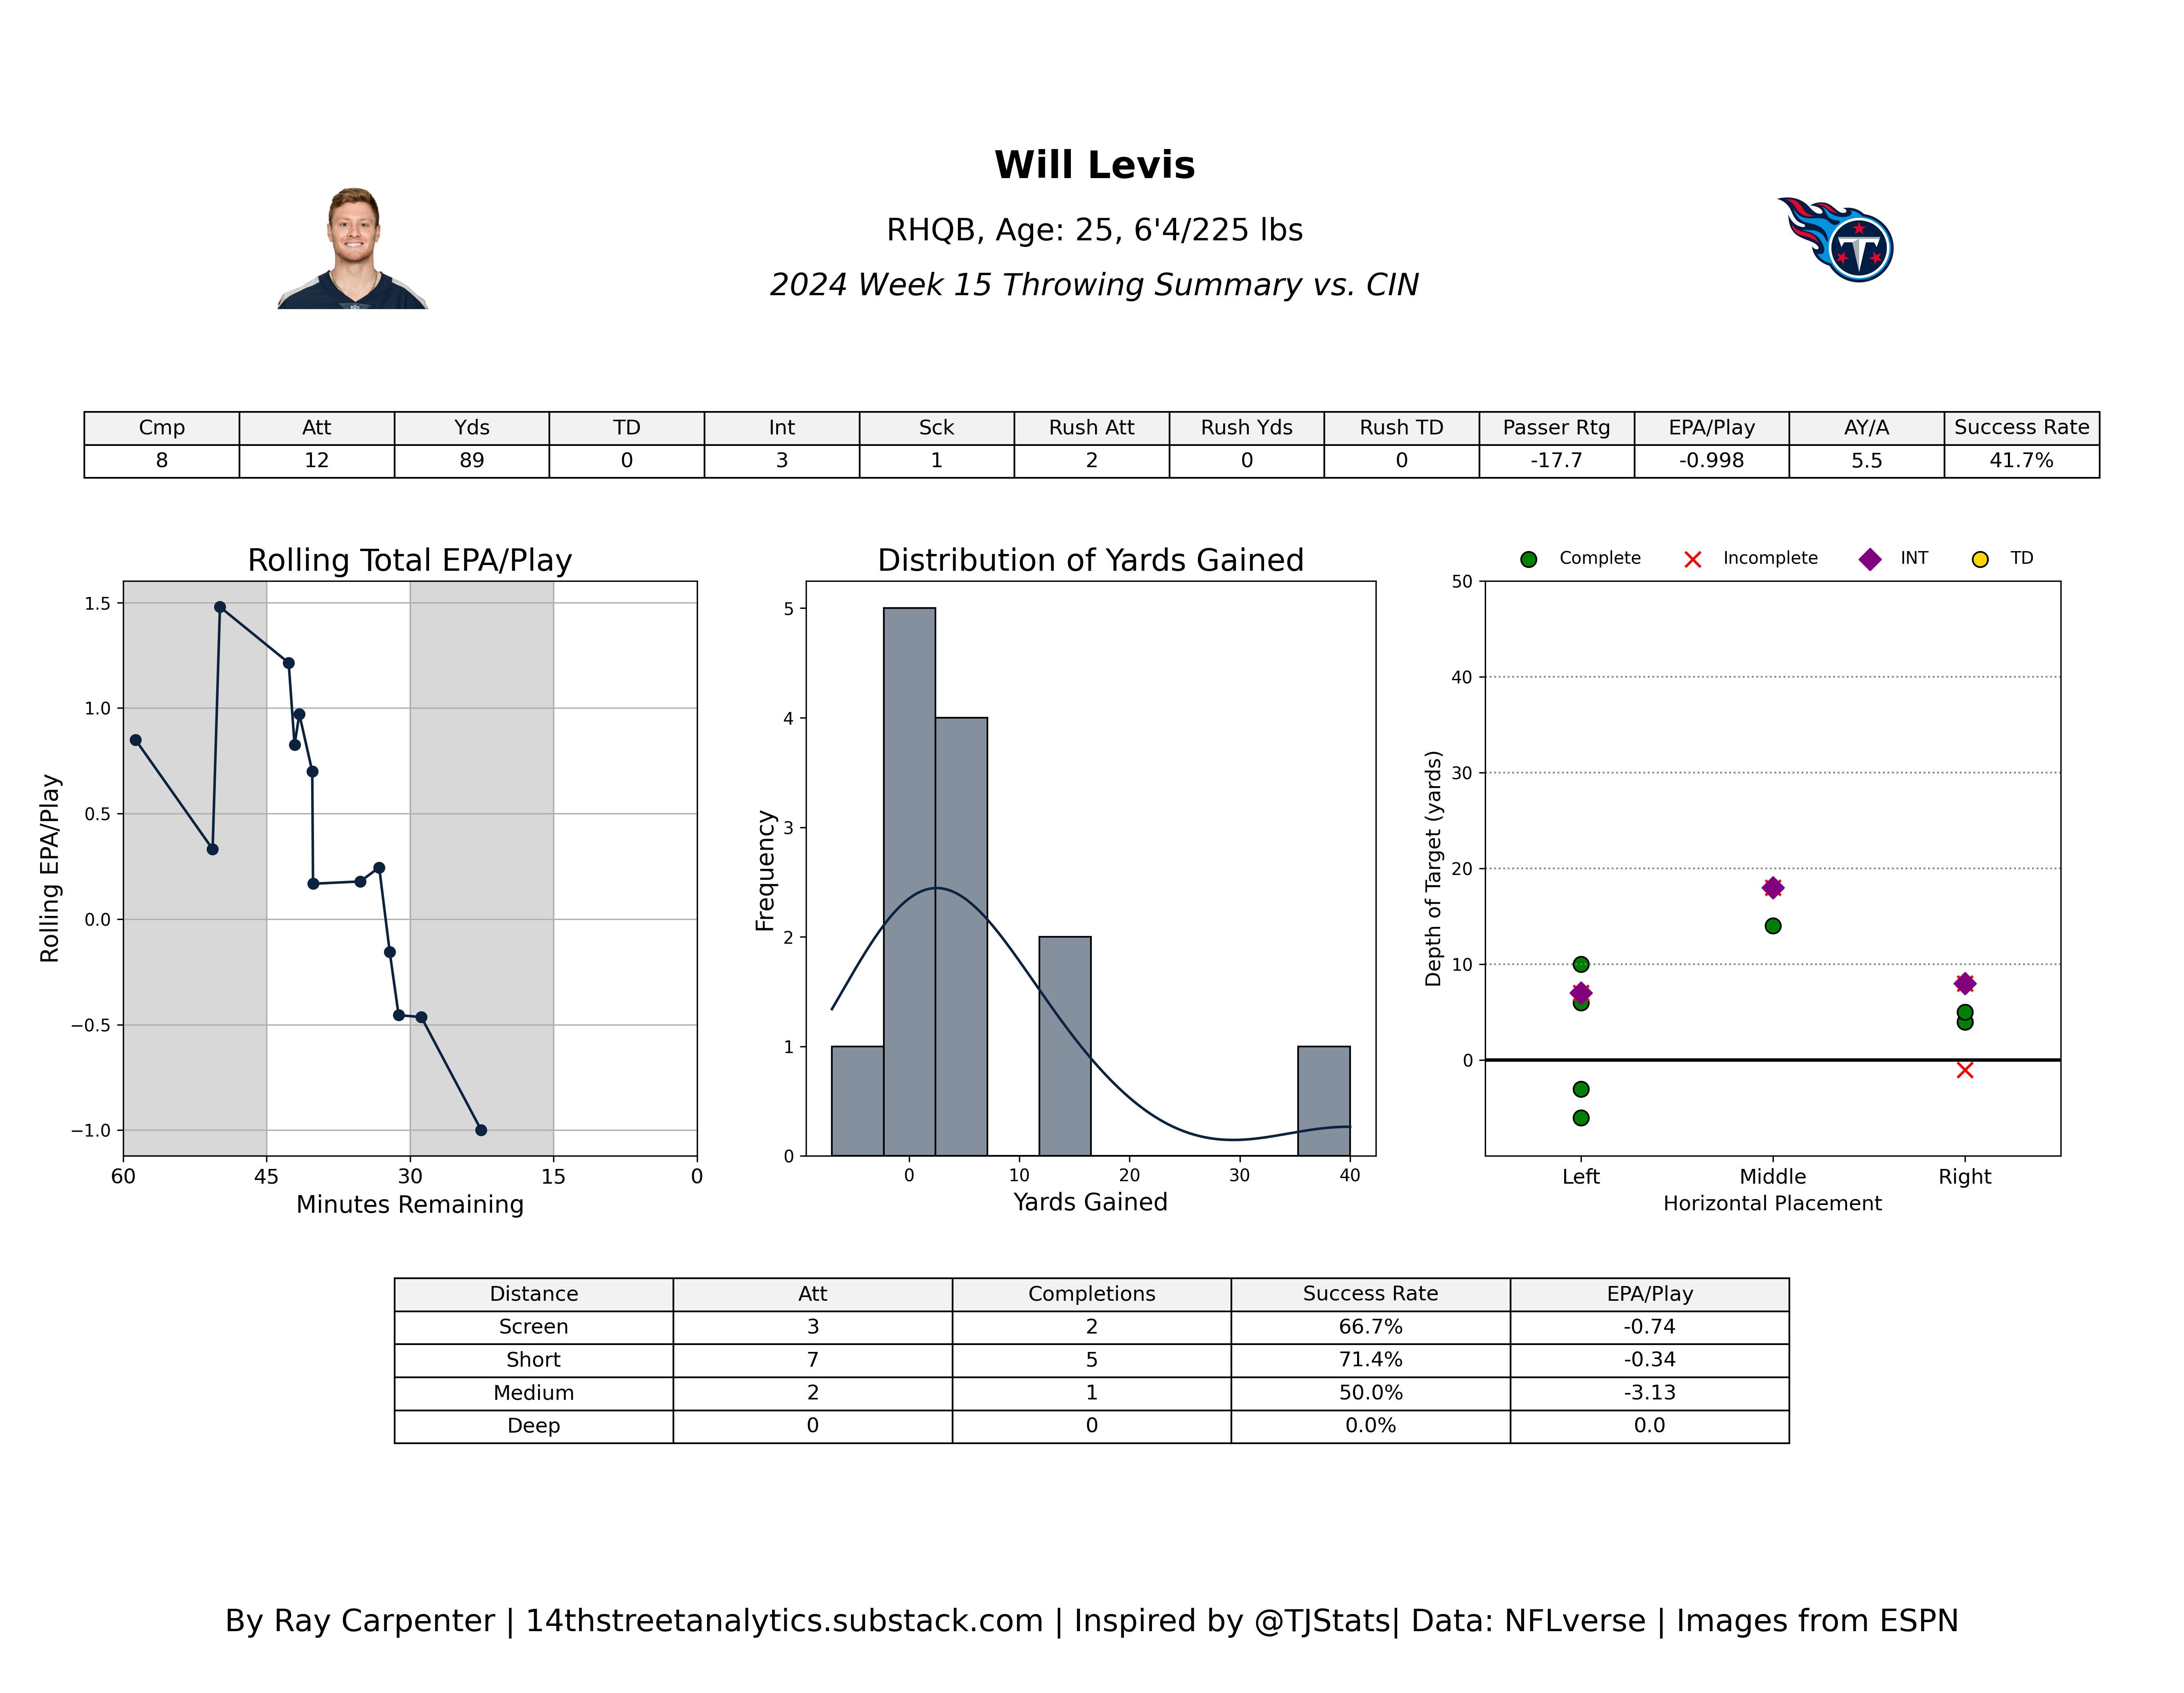 Will Levis
RHQB, Age: 25, 6'4/225 lbs
2024 Week 15 Throwing Summary vs. CIN
Cmp Att Yds TD Int Sck Rush Att Rush Yds Rush TD Passer Rtg EPA/Play AY/A Success Rate
8 12 89 0 3 1 2 0 0 -17.7 -0.998 5.5 41.7%
Rolling Total EPA/Play
1.5
1.0
0.5
0.0
−0.5
−1.0
Rolling EPA/Play
60 45 30 15 0
Minutes Remaining
Distribution of Yards Gained
5
4
3
2
1
0
Frequency
0 10 20 30 40
Yards Gained
Complete Incomplete INT TD
50
40
30
20
10
0
Depth of Target (yards)
Left Middle Right
Horizontal Placement
Distance Att Completions Success Rate EPA/Play
Screen 3 2 66.7% -0.74
Short 7 5 71.4% -0.34
Medium 2 1 50.0% -3.13
Deep 0 0 0.0% 0.0
By Ray Carpenter | 14thstreetanalytics.substack.com | Inspired by @TJStats| Data: NFLverse | Images from ESPN